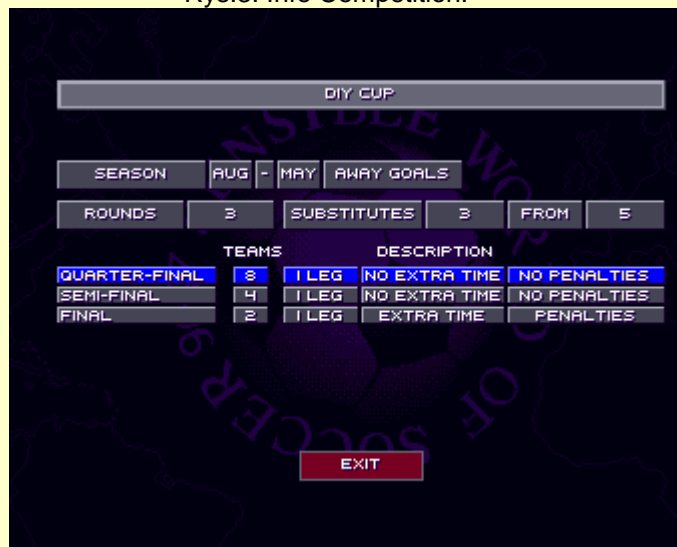 DIY CUP
SEASON AUG - MAY AWAY GOALS
ROUNDS 3 SUBSTITUTES 3 FROM 5
TEAMS DESCRIPTION
QUARTER-FINAL 8 1 LEG NO EXTRA TIME NO PENALTIES
SEMI-FINAL 4 1 LEG NO EXTRA TIME NO PENALTIES
FINAL 2 1 LEG EXTRA TIME PENALTIES
EXIT